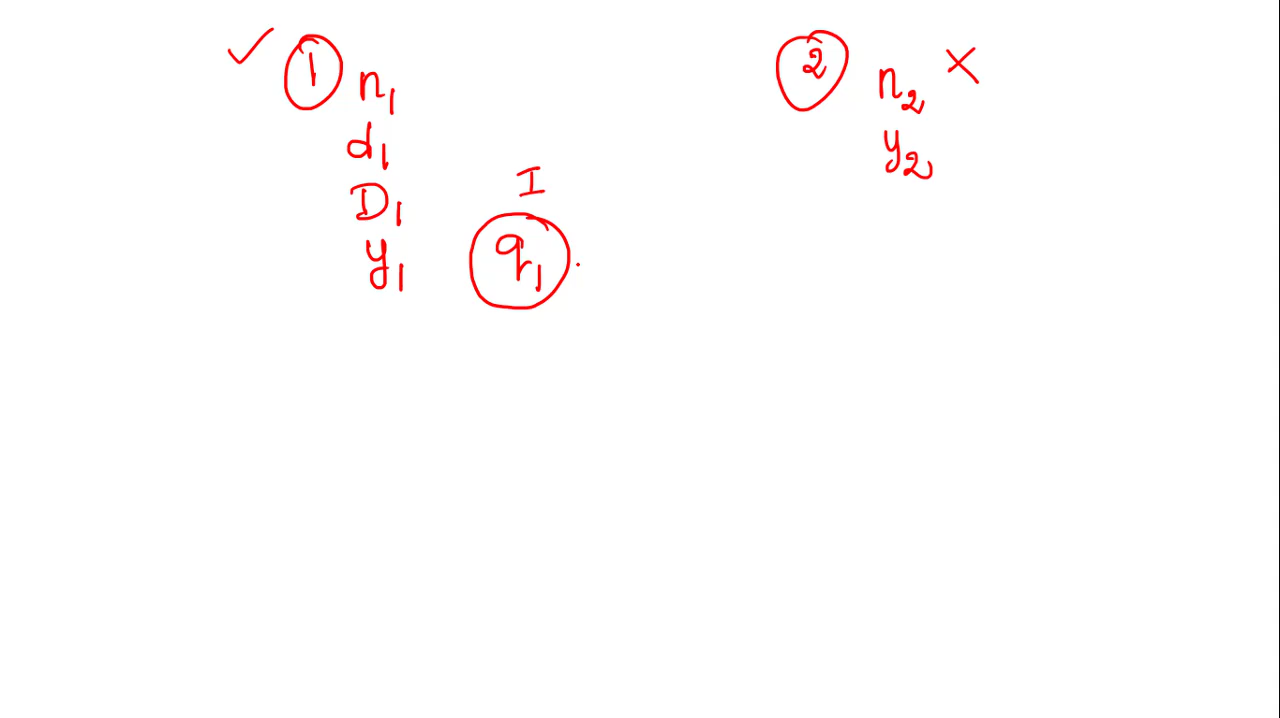 ✓ 1 n₁
d₁
D₁
y₁
I
q₁
2 n₂ ×
y₂